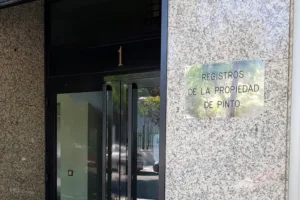 1
REGISTROS
DE LA PROPIEDAD
DE PINTO